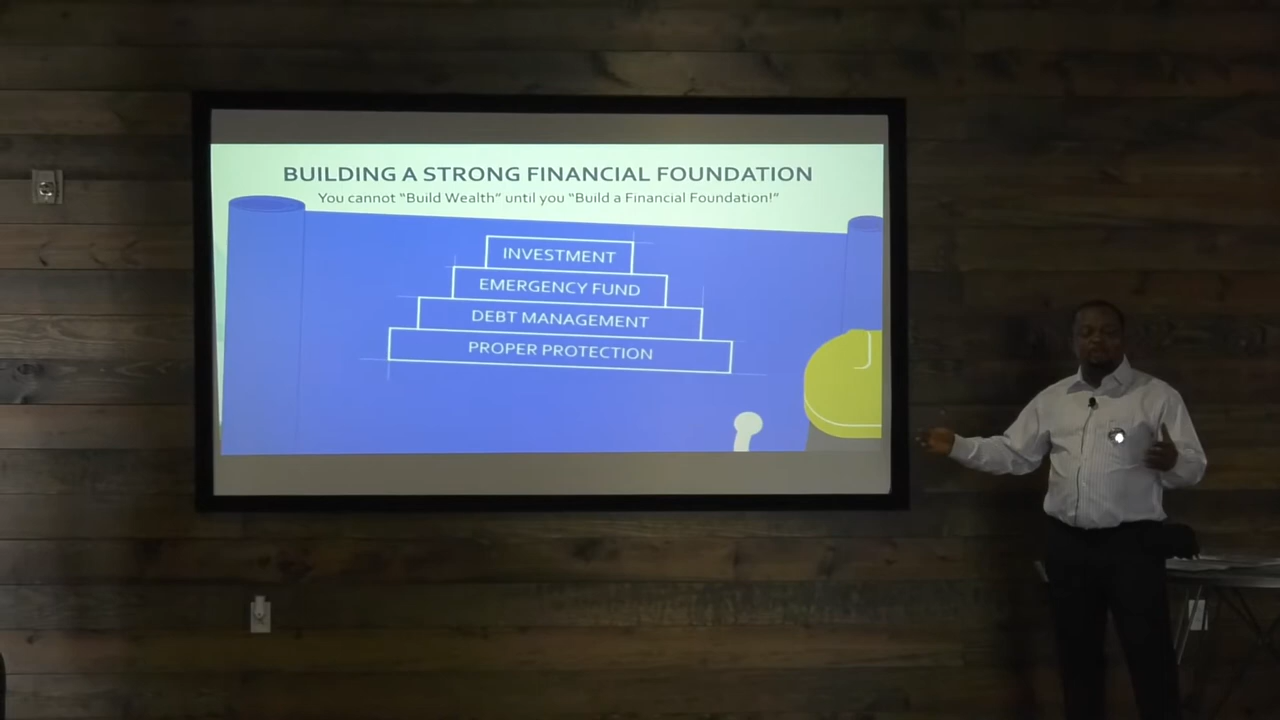 BUILDING A STRONG FINANCIAL FOUNDATION
You cannot “Build Wealth” until you “Build a Financial Foundation!”
INVESTMENT
EMERGENCY FUND
DEBT MANAGEMENT
PROPER PROTECTION